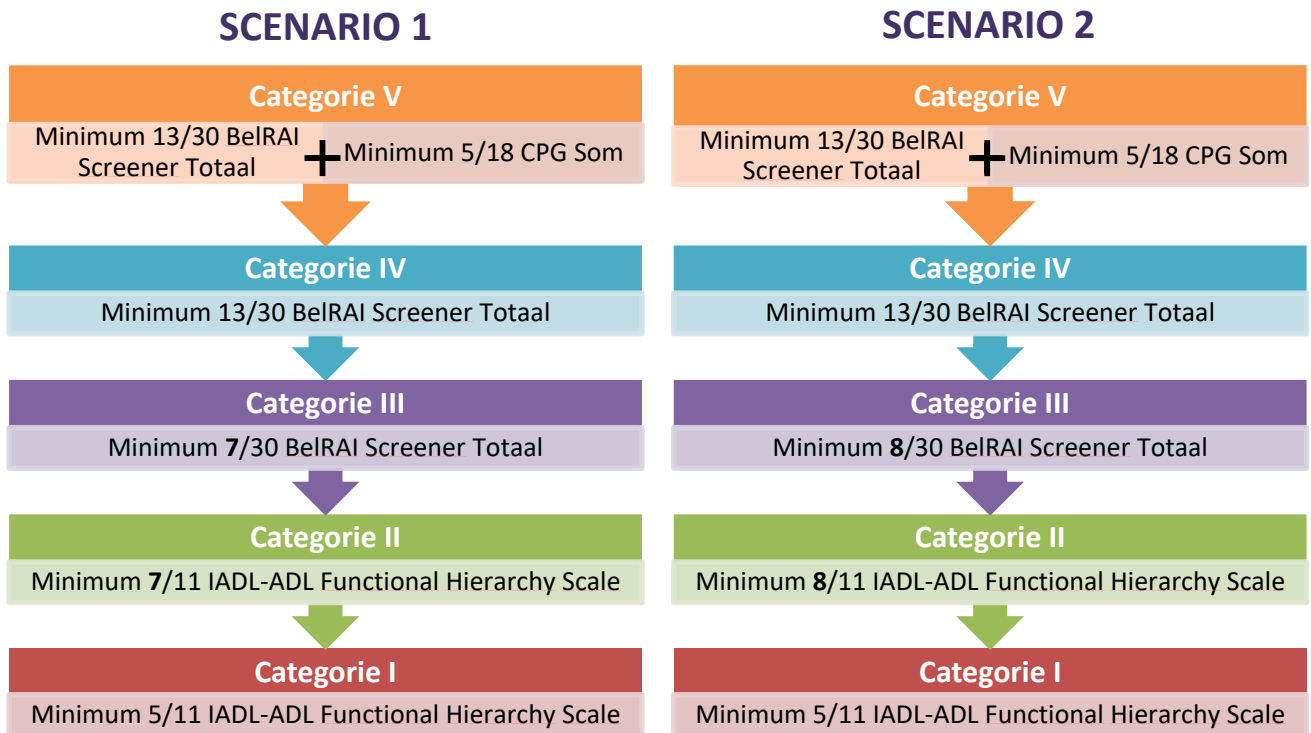 SCENARIO 1
Categorie V
Minimum 13/30 BelRAI
Screener Totaal
+
Minimum 5/18 CPG Som
Categorie IV
Minimum 13/30 BelRAI Screener Totaal
Categorie III
Minimum 7/30 BelRAI Screener Totaal
Categorie II
Minimum 7/11 IADL-ADL Functional Hierarchy Scale
Categorie I
Minimum 5/11 IADL-ADL Functional Hierarchy Scale
SCENARIO 2
Categorie V
Minimum 13/30 BelRAI
Screener Totaal
+
Minimum 5/18 CPG Som
Categorie IV
Minimum 13/30 BelRAI Screener Totaal
Categorie III
Minimum 8/30 BelRAI Screener Totaal
Categorie II
Minimum 8/11 IADL-ADL Functional Hierarchy Scale
Categorie I
Minimum 5/11 IADL-ADL Functional Hierarchy Scale